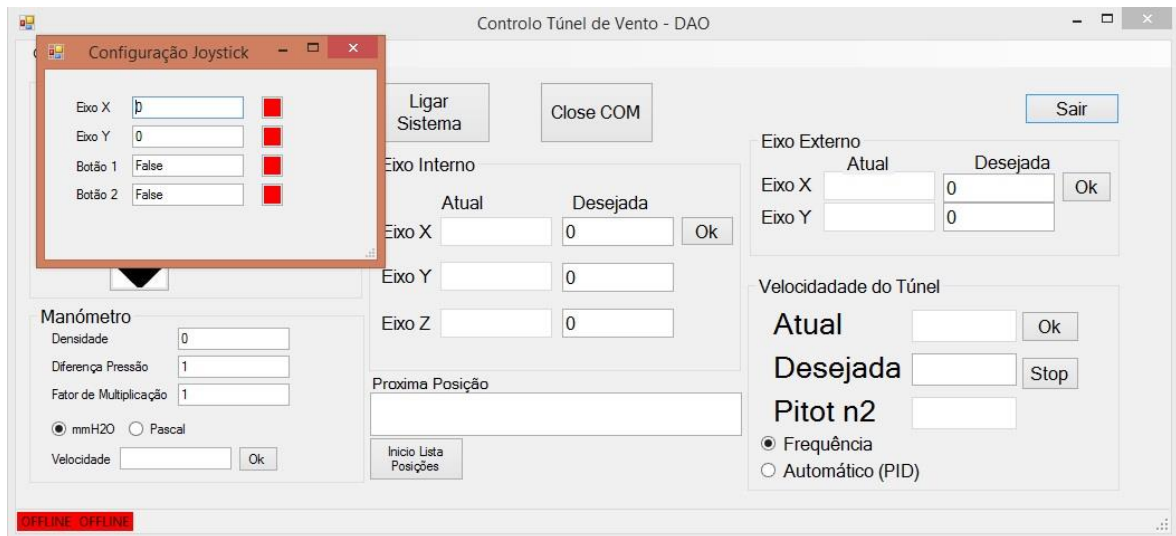 Controlo Túnel de Vento - DAO
Configuração Joystick
Eixo X 0
Eixo Y 0
Botão 1 False
Botão 2 False
Ligar
Sistema
Close COM
Sair
Eixo Interno
Atual Desejada
Eixo X 0 Ok
Eixo Y 0
Eixo Z 0
Eixo Externo
Atual Desejada
Eixo X 0 Ok
Eixo Y 0
Manómetro
Densidade 0
Diferença Pressão 1
Fator de Multiplicação 1
mmH2O Pascal
Velocidade Ok
Proxima Posição
Inicio Lista
Posições
Velocidadade do Túnel
Atual Ok
Desejada Stop
Pitot n2
Frequência
Automático (PID)
OFFLINE OFFLINE